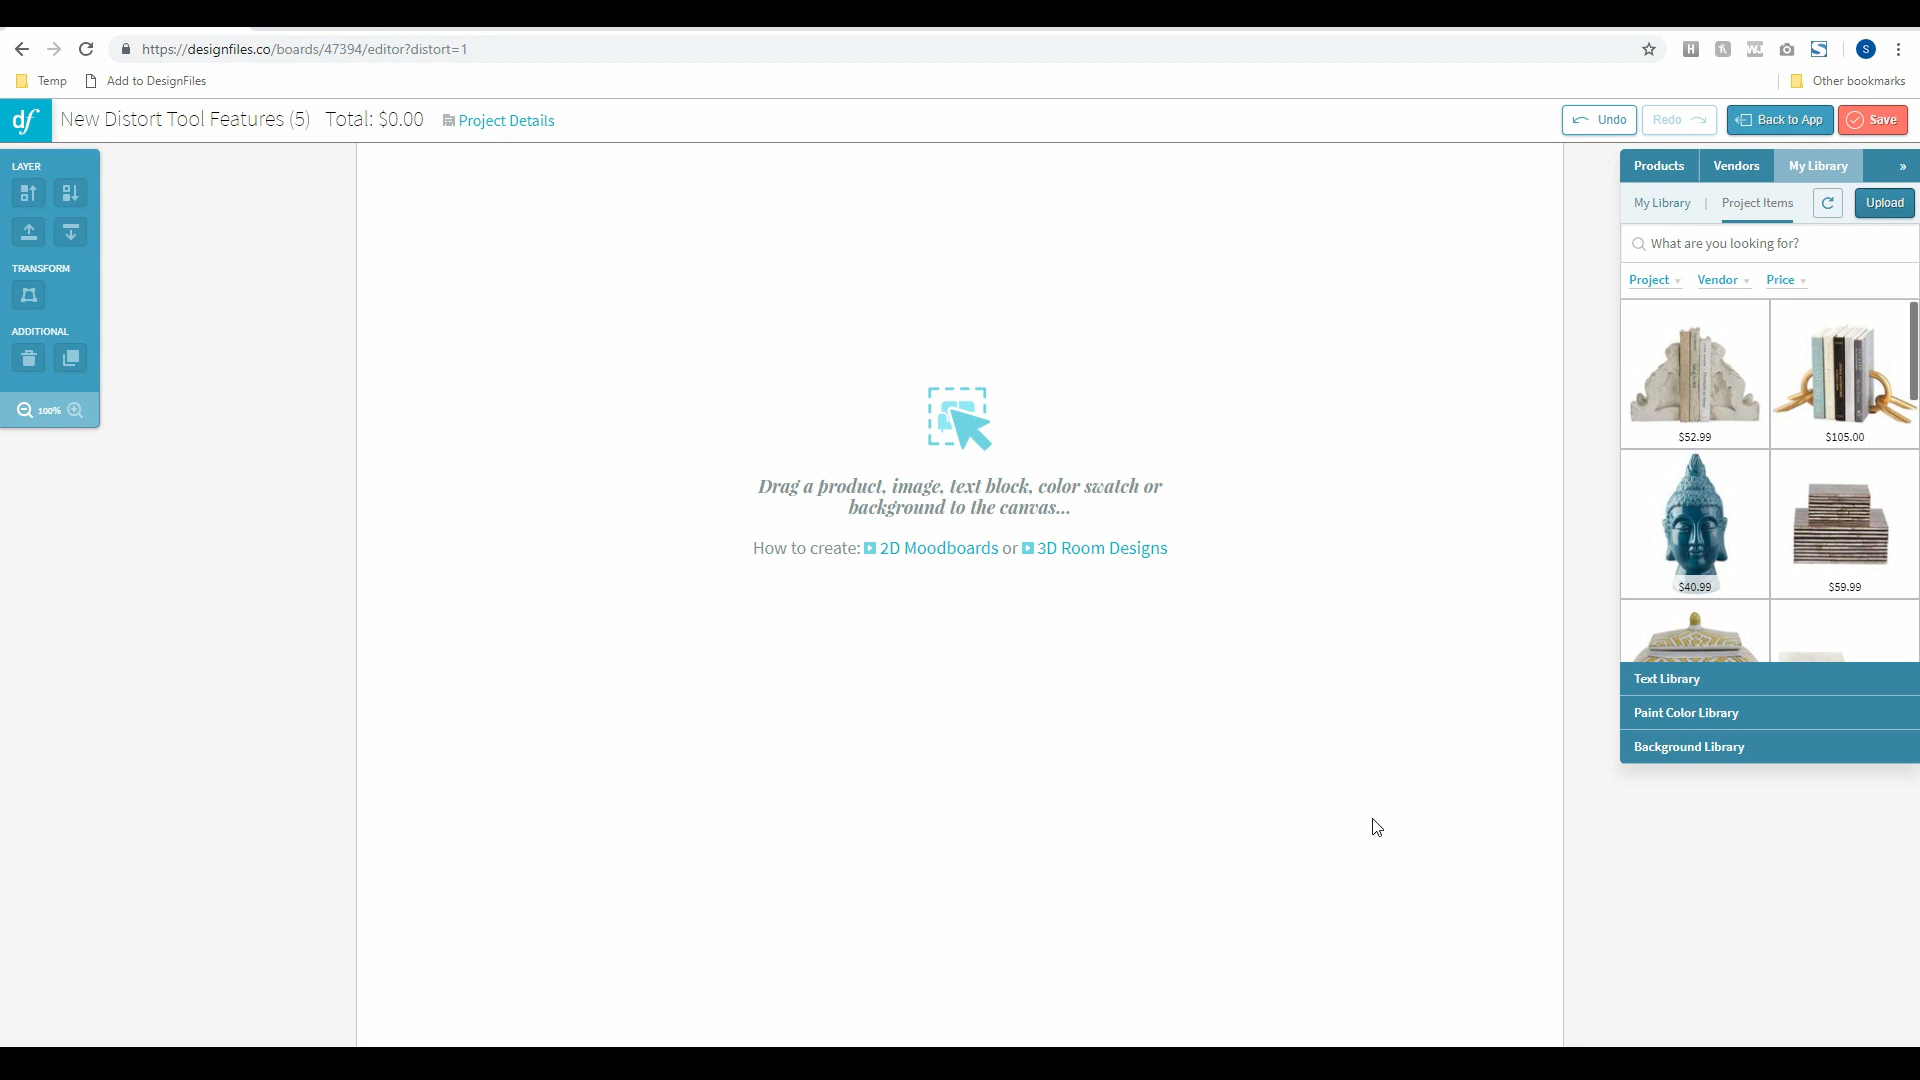 https://designfiles.co/boards/47394/editor?distort=1
H
WJ
S
S
Temp
Add to DesignFiles
Other bookmarks
df
New Distort Tool Features (5)
Total: $0.00
Project Details
Undo
Redo
Back to App
Save
LAYER
TRANSFORM
ADDITIONAL
100%
Drag a product, image, text block, color swatch or
background to the canvas...
How to create: 2D Moodboards or 3D Room Designs
Products
Vendors
My Library
»
My Library | Project Items
Upload
What are you looking for?
Project
Vendor
Price
$52.99
$105.00
$40.99
$59.99
Text Library
Paint Color Library
Background Library